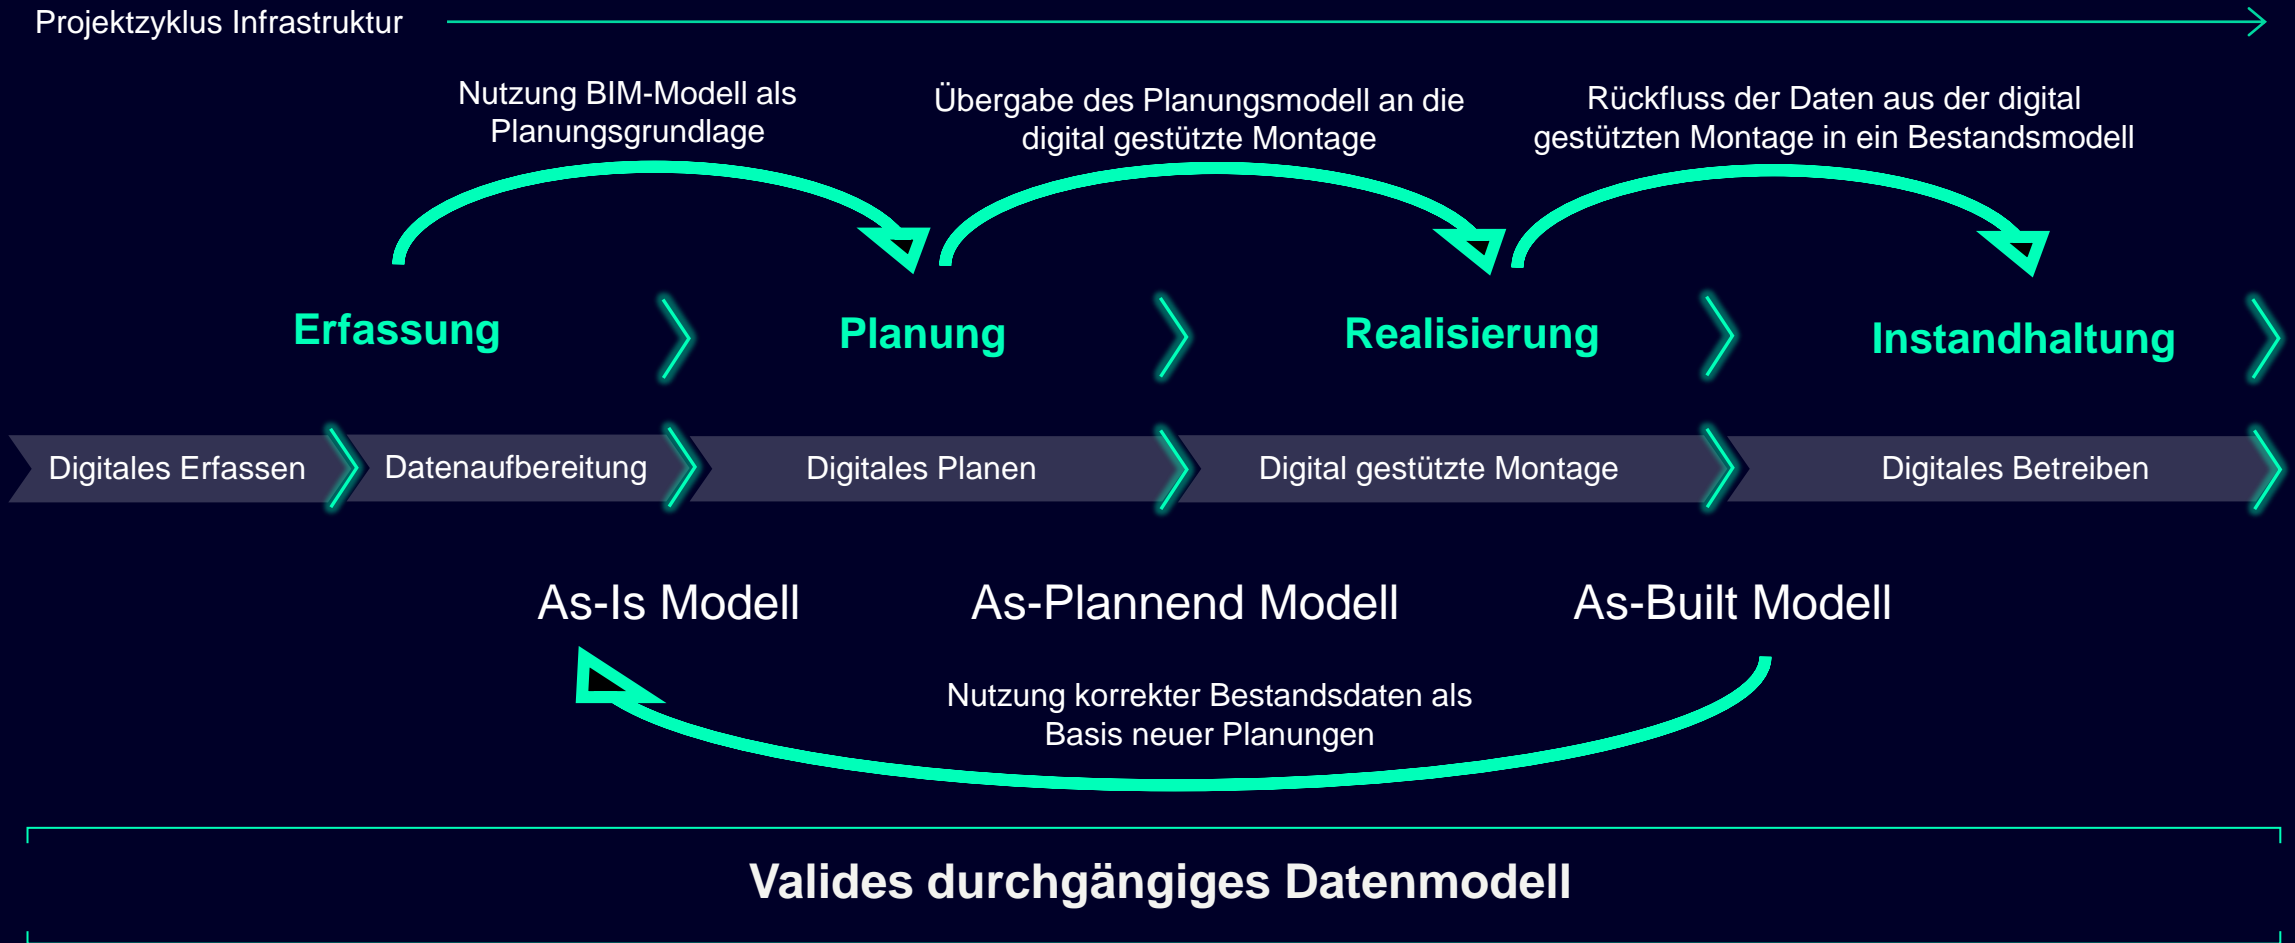 Projektzyklus Infrastruktur
Nutzung BIM-Modell als
Planungsgrundlage
Übergabe des Planungsmodell an die
digital gestützte Montage
Rückfluss der Daten aus der digital
gestützten Montage in ein Bestandsmodell
Erfassung
Planung
Realisierung
Instandhaltung
Digitales Erfassen
Datenaufbereitung
Digitales Planen
Digital gestützte Montage
Digitales Betreiben
As-Is Modell
As-Plannend Modell
As-Built Modell
Nutzung korrekter Bestandsdaten als
Basis neuer Planungen
Valides durchgängiges Datenmodell